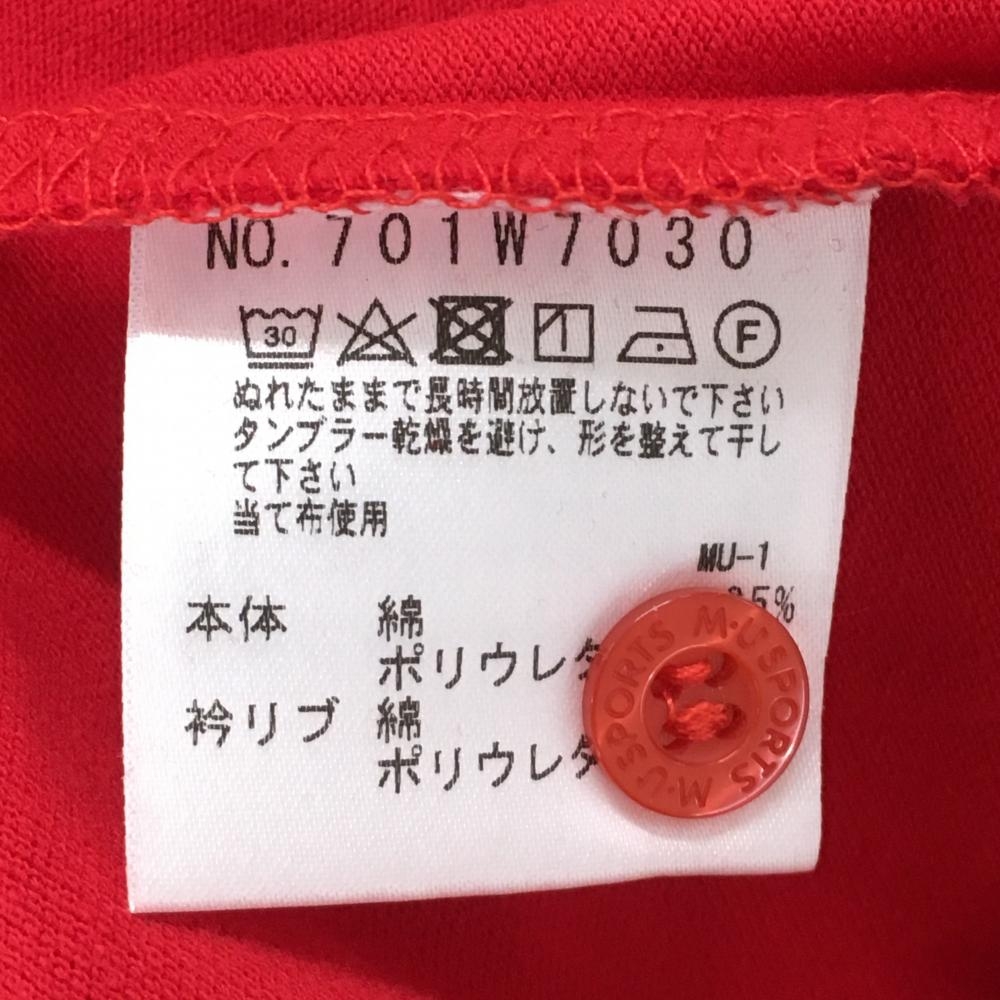 NO. 701W7030
30 F
ぬれたままで長時間放置しないで下さい
タンブラー乾燥を避け、形を整えて干し
て下さい
当て布使用
MU-1
本体 綿 5%
ポリウレタ
衿リブ 綿
ポリウレタ
M·U SPORTS M·U SPORTS